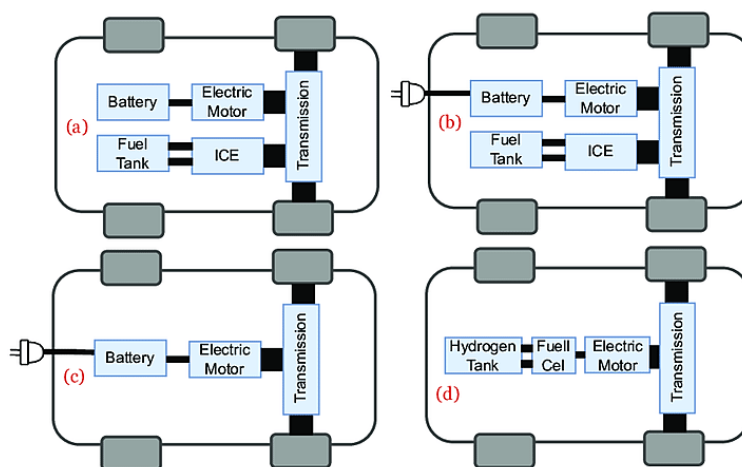 Battery
Electric
Motor
Transmission
(a)
Fuel
Tank
ICE
Battery
Electric
Motor
Transmission
(b)
Fuel
Tank
ICE
Battery
Electric
Motor
Transmission
(c)
Hydrogen
Tank
Fuell
Cel
Electric
Motor
Transmission
(d)